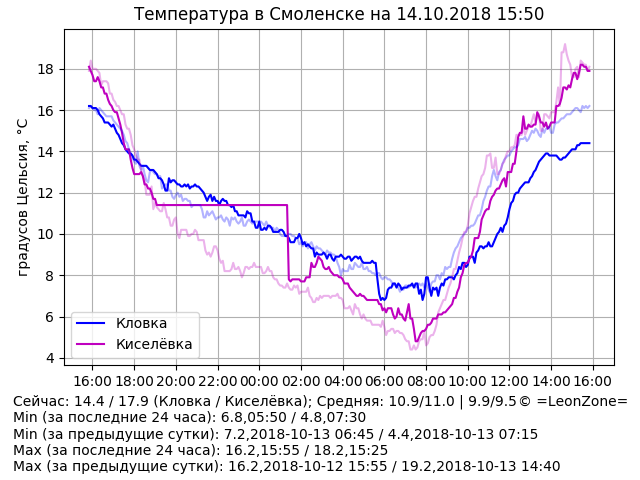 Температура в Смоленске на 14.10.2018 15:50
градусов Цельсия, °C
18
16
14
12
10
8
6
4
Кловка
Киселёвка
16:00 18:00 20:00 22:00 00:00 02:00 04:00 06:00 08:00 10:00 12:00 14:00 16:00
Сейчас: 14.4 / 17.9 (Кловка / Киселёвка); Средняя: 10.9/11.0 | 9.9/9.5© =LeonZone=
Min (за последние 24 часа): 6.8,05:50 / 4.8,07:30
Min (за предыдущие сутки): 7.2,2018-10-13 06:45 / 4.4,2018-10-13 07:15
Max (за последние 24 часа): 16.2,15:55 / 18.2,15:25
Max (за предыдущие сутки): 16.2,2018-10-12 15:55 / 19.2,2018-10-13 14:40